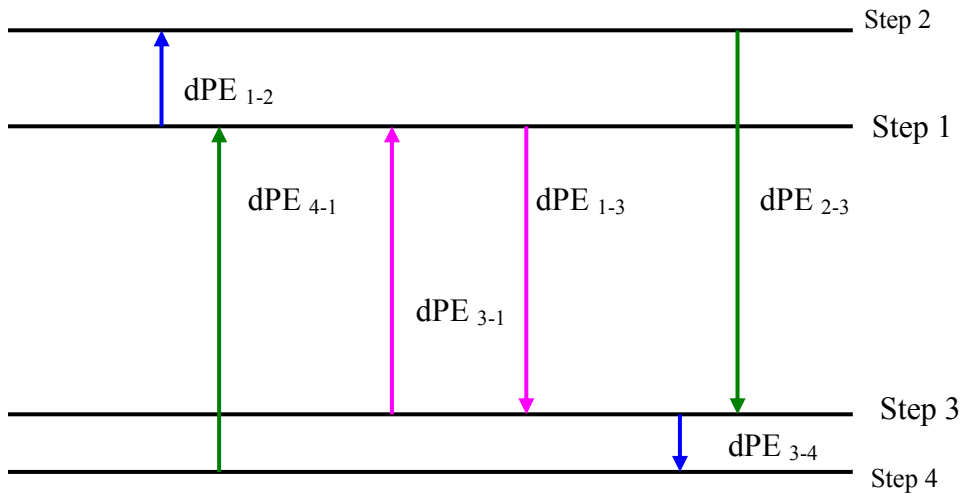 Step 2
dPE 1-2
Step 1
dPE 4-1
dPE 1-3
dPE 2-3
dPE 3-1
Step 3
dPE 3-4
Step 4